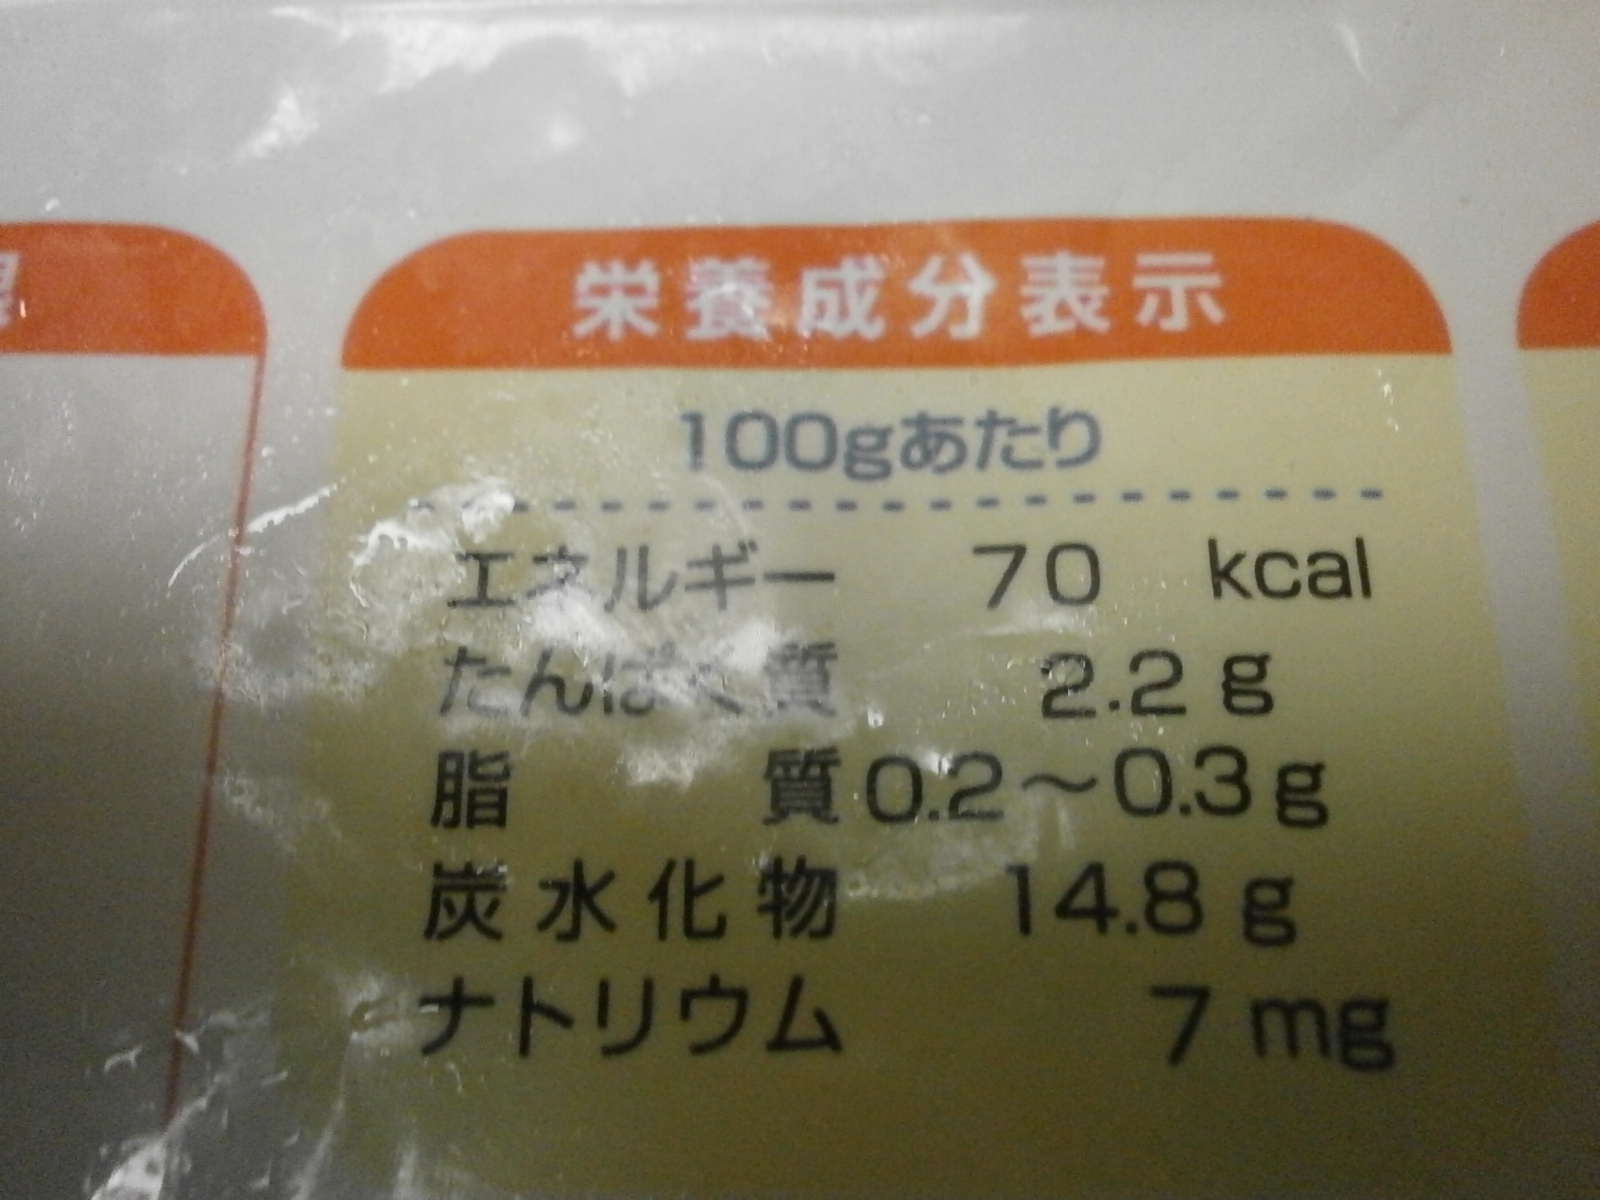 栄養成分表示
100gあたり
エネルギー 70 kcal
たんぱく質 2.2 g
脂質 0.2～0.3 g
炭水化物 14.8 g
ナトリウム 7 mg